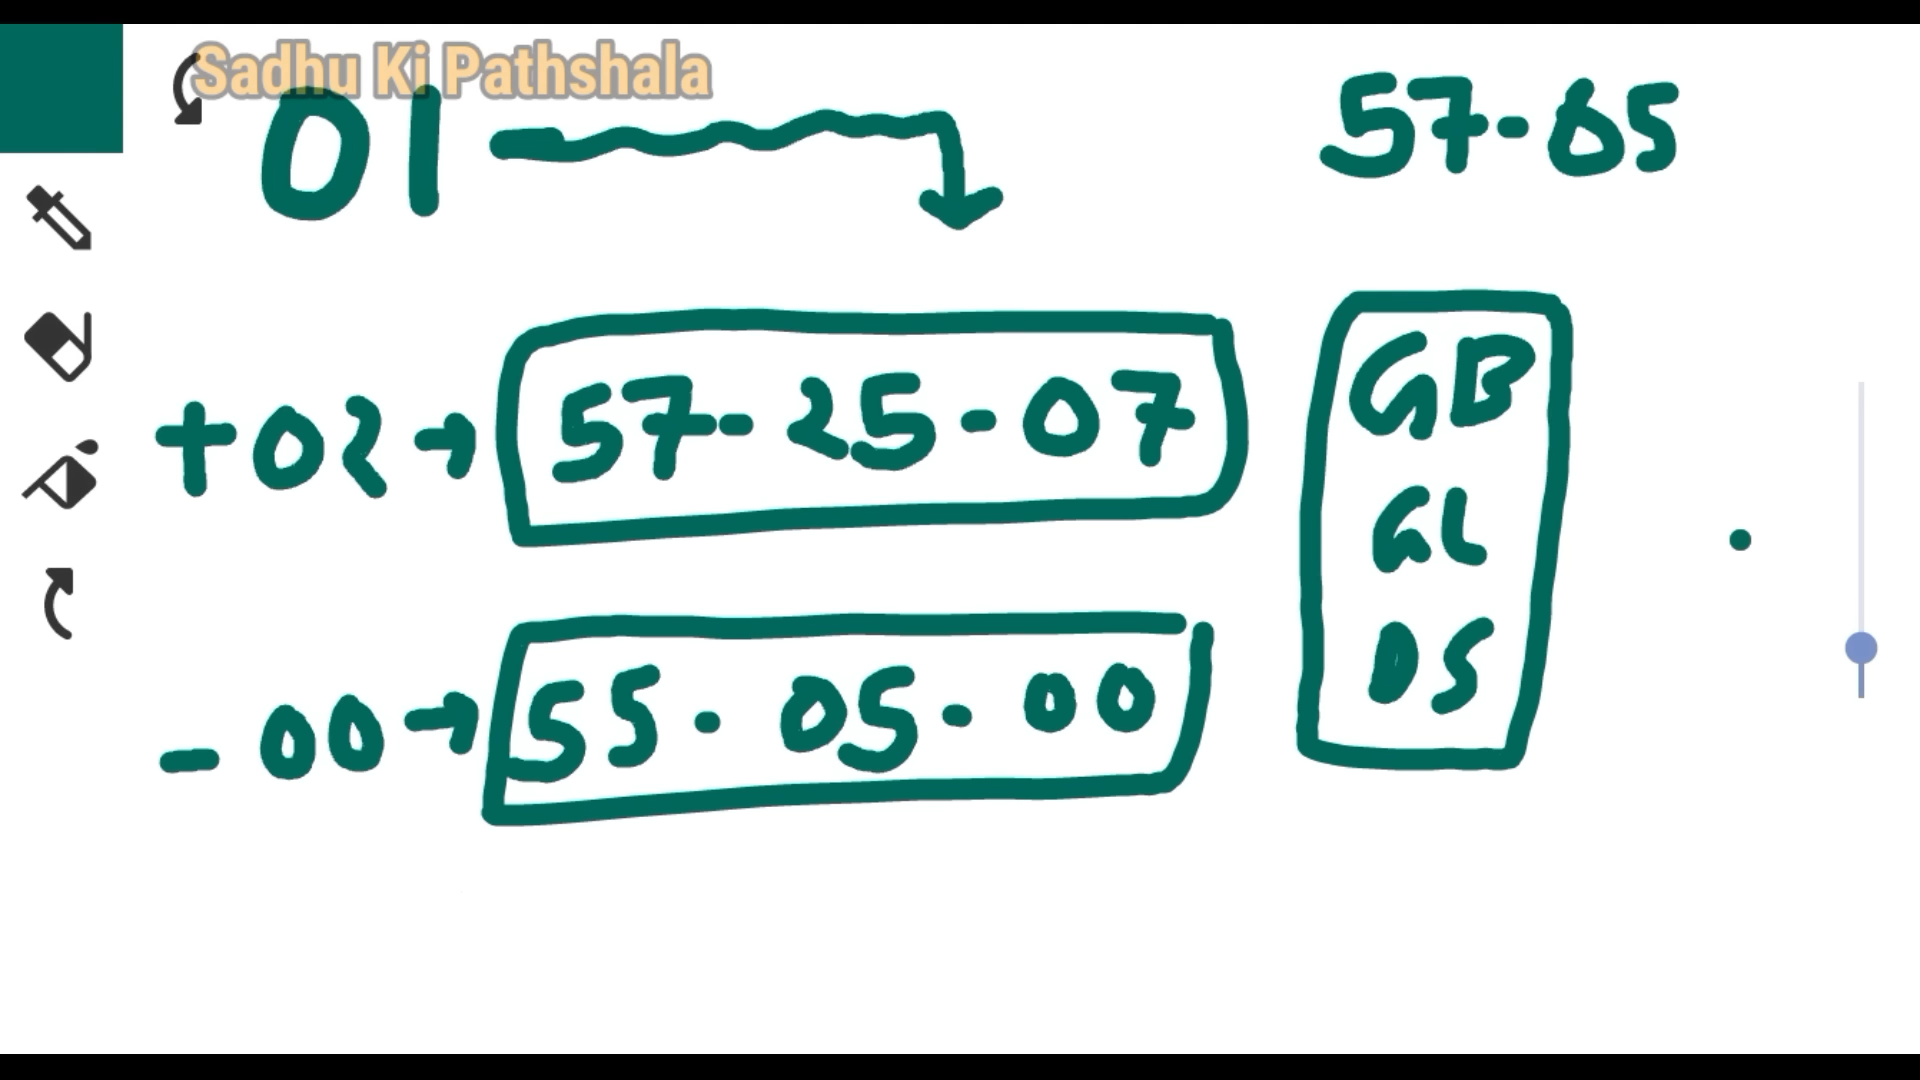 Sadhu Ki Pathshala
01
57-65
+02→ 57-25-07
-00→ 55-05-00
GB
GL
DS